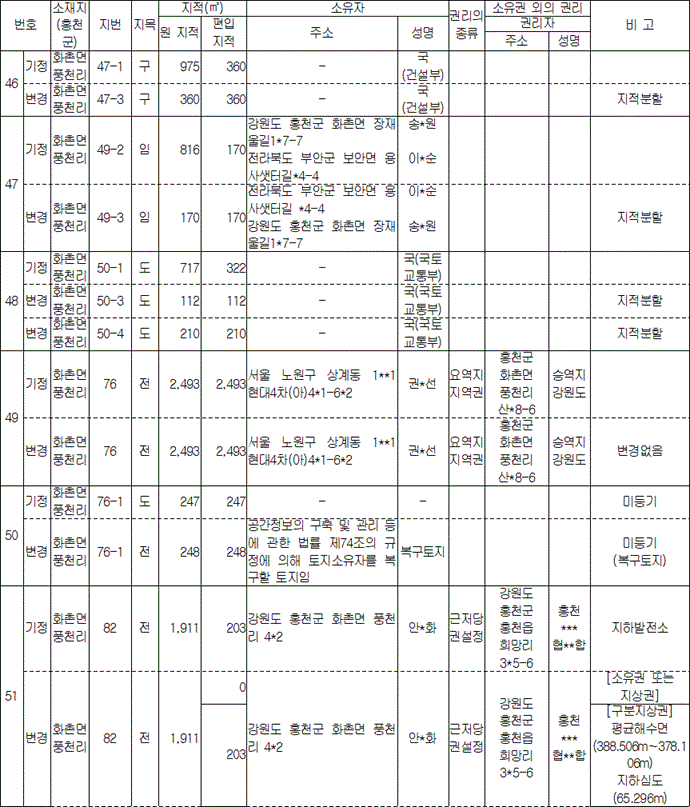 번호 소재지(홍천군) 지번 지목 지적(㎡) 소유자 권리의 종류 소유권 외의 권리 비 고
원 지적 편입 지적 주소 성명 권리자
주소 성명
46 기정 화촌면 풍천리 47-1 구 975 360 - 국(건설부)
변경 화촌면 풍천리 47-3 구 360 360 - 국(건설부) 지적분할
47 기정 화촌면 풍천리 49-2 임 816 170 강원도 홍천군 화촌면 장재울길1*7-7 송*원
전라북도 부안군 보안면 용사샛터길*4-4 이*순
변경 화촌면 풍천리 49-3 임 170 170 전라북도 부안군 보안면 용사샛터길 *4-4 이*순 지적분할
강원도 홍천군 화촌면 장재울길1*7-7 송*원
48 기정 화촌면 풍천리 50-1 도 717 322 - 국(국토교통부)
변경 화촌면 풍천리 50-3 도 112 112 - 국(국토교통부) 지적분할
변경 화촌면 풍천리 50-4 도 210 210 - 국(국토교통부) 지적분할
49 기정 화촌면 풍천리 76 전 2,493 2,493 서울 노원구 상계동 1**1 현대4차(아)4*1-6*2 권*선 요역지 지역권 홍천군 화촌면 풍천리 산*8-6 승역지 강원도
변경 화촌면 풍천리 76 전 2,493 2,493 서울 노원구 상계동 1**1 현대4차(아)4*1-6*2 권*선 요역지 지역권 홍천군 화촌면 풍천리 산*8-6 승역지 강원도 변경없음
50 기정 화촌면 풍천리 76-1 도 247 247 - - 미등기
변경 화촌면 풍천리 76-1 전 248 248 공간정보의 구축 및 관리 등에 관한 법률 제74조의 규정에 의해 토지소유자를 복구할 토지임 복구토지 미등기(복구토지)
51 기정 화촌면 풍천리 82 전 1,911 203 강원도 홍천군 화촌면 풍천리 4*2 안*화 근저당권설정 강원도 홍천군 홍천읍 희망리 3*5-6 홍천***협**합 지하발전소
변경 화촌면 풍천리 82 전 1,911 0 강원도 홍천군 화촌면 풍천리 4*2 안*화 근저당권설정 강원도 홍천군 홍천읍 희망리 3*5-6 홍천***협**합 [소유권 또는 지상권]
203 [구분지상권] 평균해수면(388.506m~378.106m) 지하심도(65.296m)